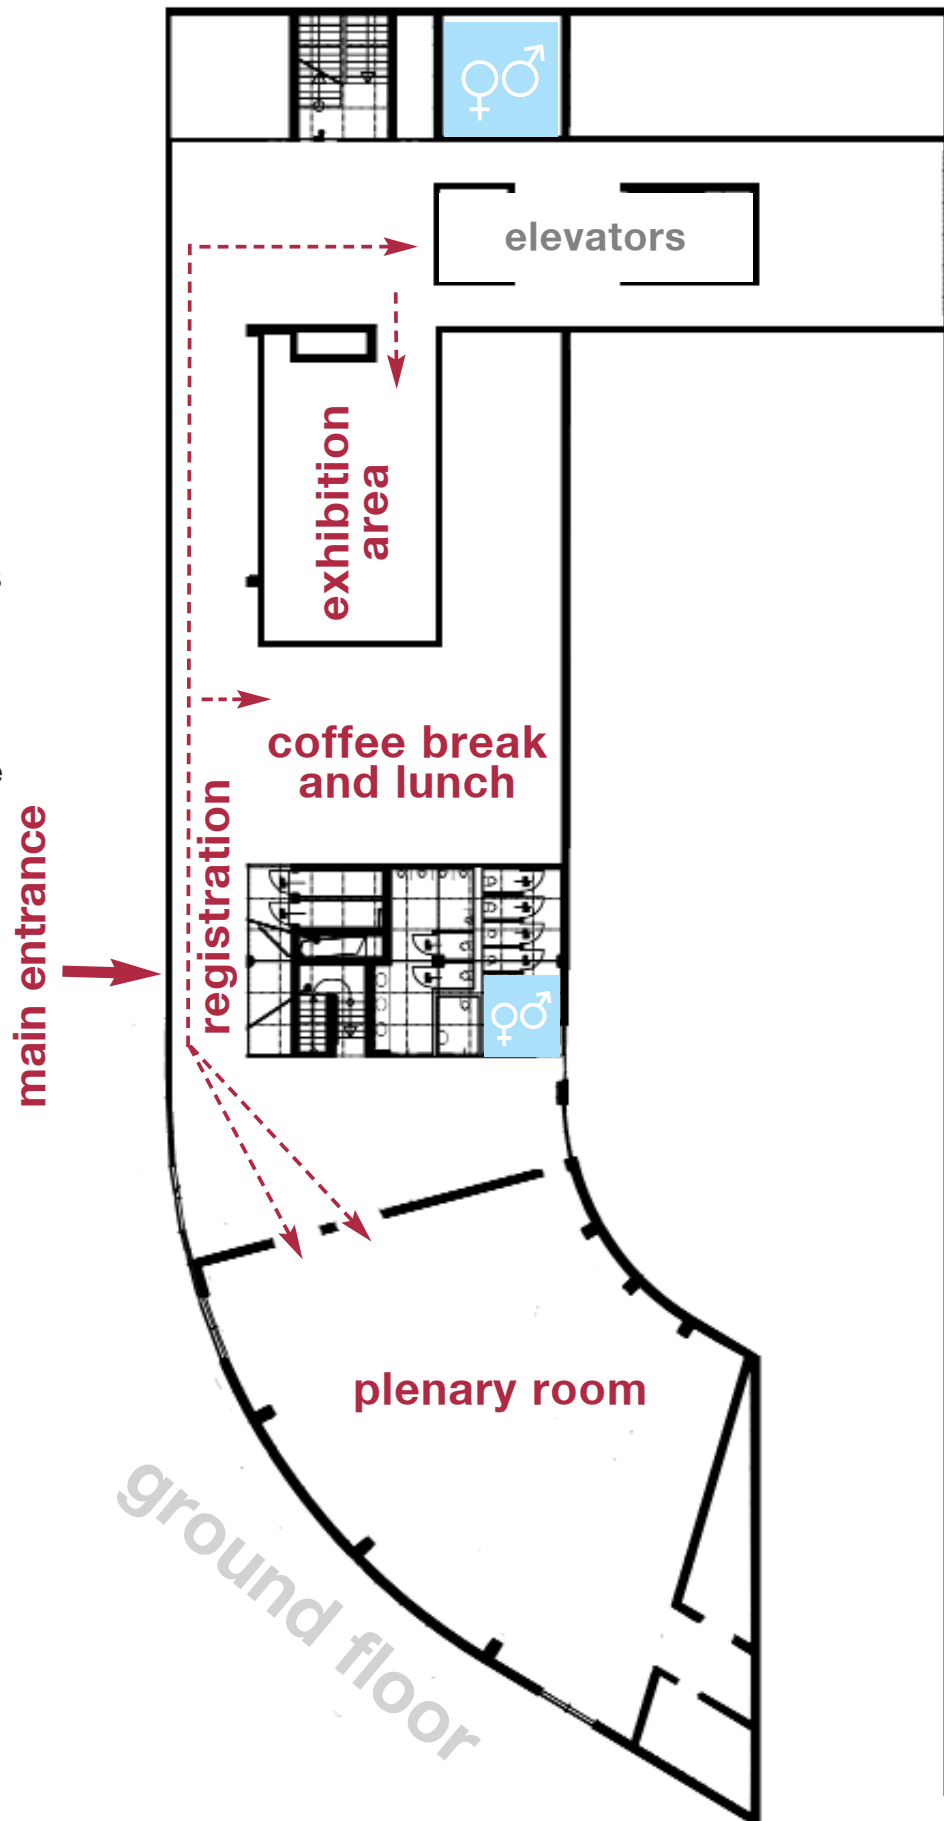 elevators
exhibition
area
coffee break
and lunch
registration
main entrance
plenary room
ground floor